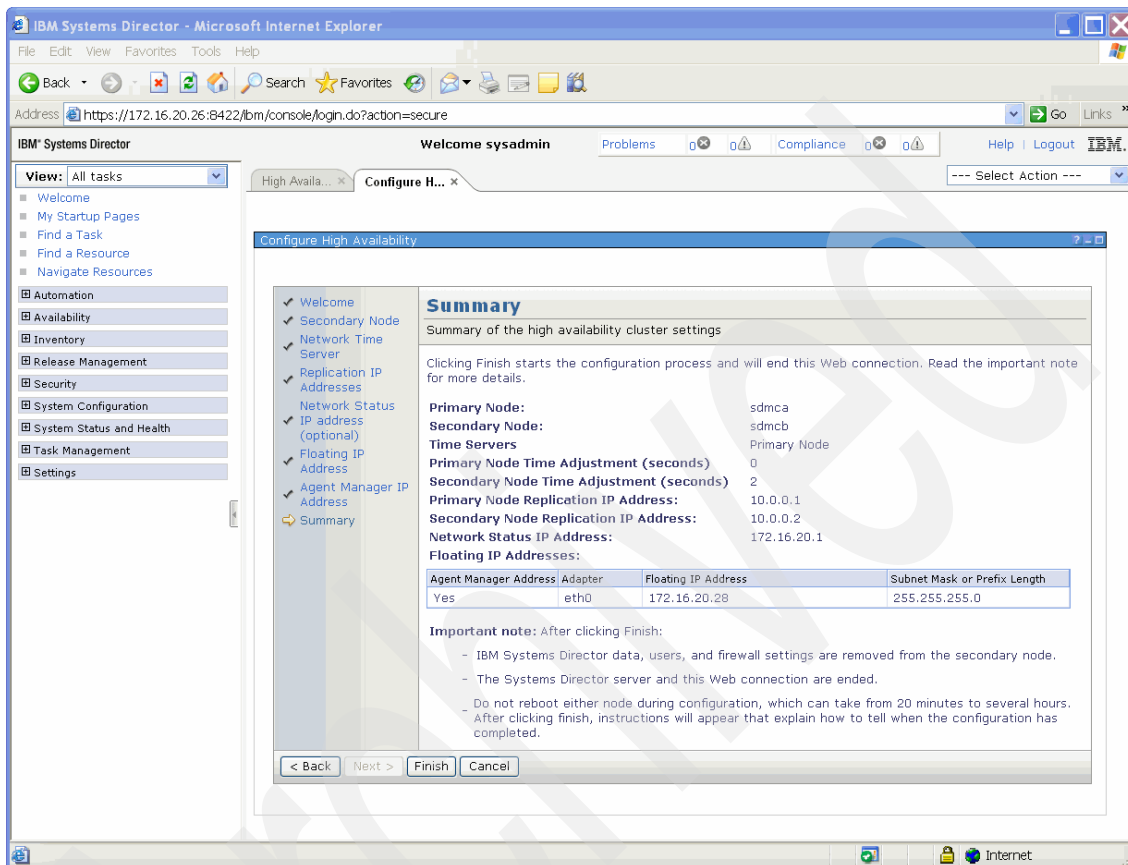 IBM Systems Director - Microsoft Internet Explorer
File Edit View Favorites Tools Help
Back Search Favorites
Address https://172.16.20.26:8422/ibm/console/login.do?action=secure Go Links »
IBM® Systems Director Welcome sysadmin Problems 0 0 Compliance 0 0 Help | Logout IBM.
View: All tasks
High Availa... × Configure H... × --- Select Action ---
Welcome
My Startup Pages
Find a Task
Find a Resource
Navigate Resources
Automation
Availability
Inventory
Release Management
Security
System Configuration
System Status and Health
Task Management
Settings
Configure High Availability
Welcome
Secondary Node
Network Time
Server
Replication IP
Addresses
Network Status
IP address
(optional)
Floating IP
Address
Agent Manager IP
Address
Summary
Summary
Summary of the high availability cluster settings
Clicking Finish starts the configuration process and will end this Web connection. Read the important note
for more details.
Primary Node: sdmca
Secondary Node: sdmcb
Time Servers Primary Node
Primary Node Time Adjustment (seconds) 0
Secondary Node Time Adjustment (seconds) 2
Primary Node Replication IP Address: 10.0.0.1
Secondary Node Replication IP Address: 10.0.0.2
Network Status IP Address: 172.16.20.1
Floating IP Addresses:
Agent Manager Address Adapter Floating IP Address Subnet Mask or Prefix Length
Yes eth0 172.16.20.28 255.255.255.0
Important note: After clicking Finish:
- IBM Systems Director data, users, and firewall settings are removed from the secondary node.
- The Systems Director server and this Web connection are ended.
- Do not reboot either node during configuration, which can take from 20 minutes to several hours.
After clicking finish, instructions will appear that explain how to tell when the configuration has
completed.
< Back Next > Finish Cancel
Internet